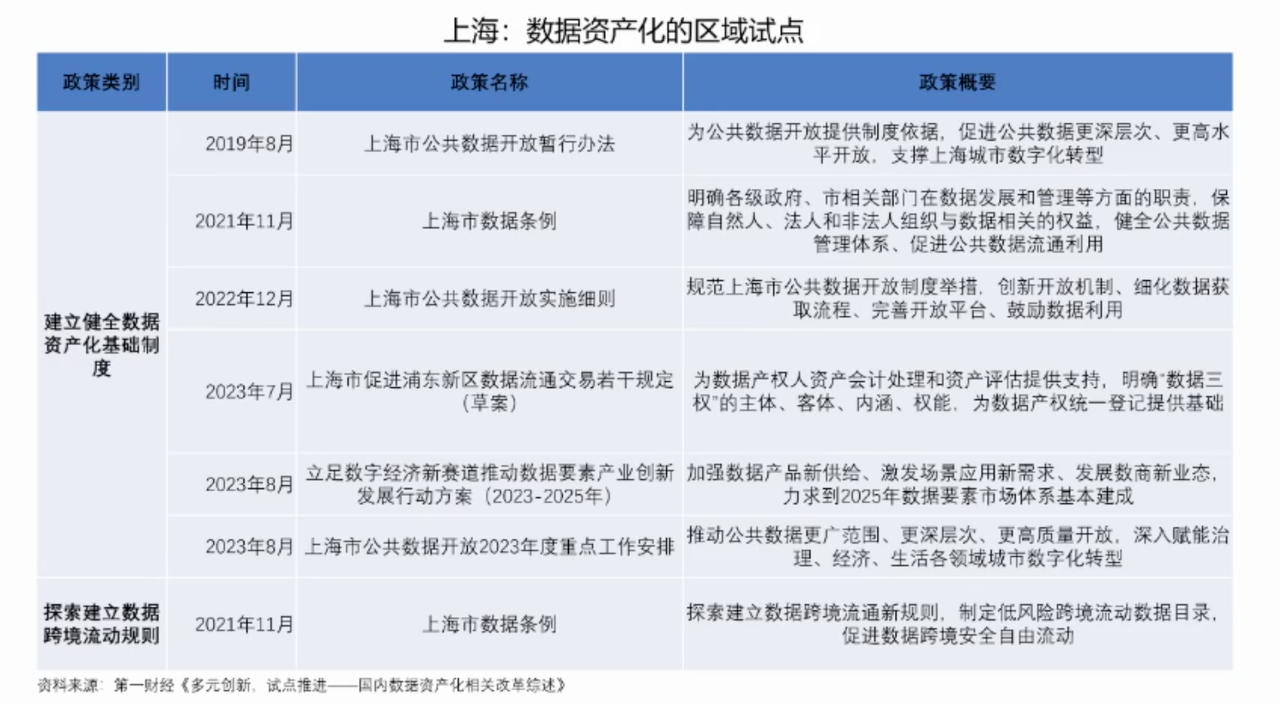 上海：数据资产化的区域试点
政策类别
时间
政策名称
政策概要
建立健全数据
资产化基础制
度
2019年8月
上海市公共数据开放暂行办法
为公共数据开放提供制度依据，促进公共数据更深层次、更高水
平开放，支撑上海城市数字化转型
2021年11月
上海市数据条例
明确各级政府、市相关部门在数据发展和管理等方面的职责，保
障自然人、法人和非法人组织与数据相关的权益，健全公共数据
管理体系、促进公共数据流通利用
2022年12月
上海市公共数据开放实施细则
规范上海市公共数据开放制度举措，创新开放机制、细化数据获
取流程、完善开放平台、鼓励数据利用
2023年7月
上海市促进浦东新区数据流通交易若干规定
（草案）
为数据产权人资产会计处理和资产评估提供支持，明确“数据三
权”的主体、客体、内涵、权能，为数据产权统一登记提供基础
2023年8月
立足数字经济新赛道推动数据要素产业创新
发展行动方案（2023-2025年）
加强数据产品新供给、激发场景应用新需求、发展数商新业态，
力求到2025年数据要素市场体系基本建成
2023年8月
上海市公共数据开放2023年度重点工作安排
推动公共数据更广范围、更深层次、更高质量开放，深入赋能治
理、经济、生活各领域城市数字化转型
探索建立数据
跨境流动规则
2021年11月
上海市数据条例
探索建立数据跨境流通新规则，制定低风险跨境流动数据目录，
促进数据跨境安全自由流动
资料来源：第一财经《多元创新，试点推进——国内数据资产化相关改革综述》